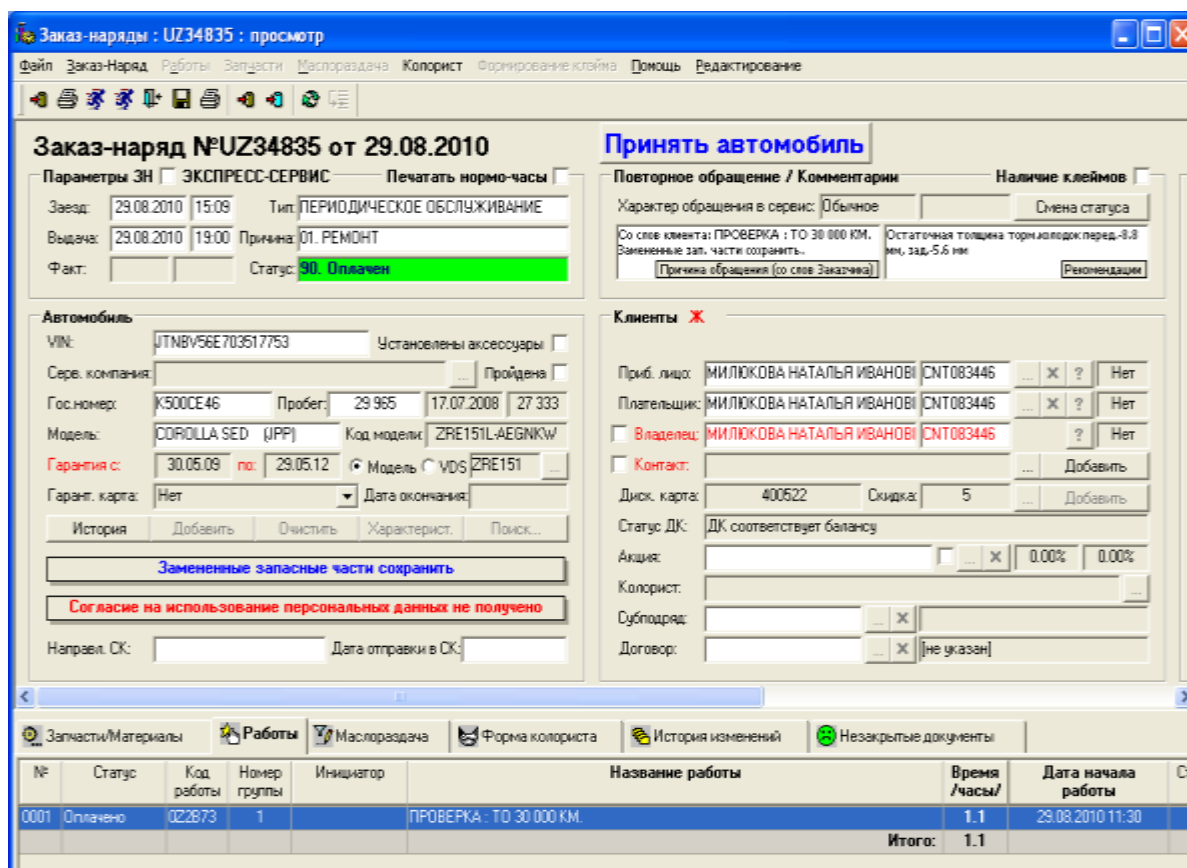 Заказ-наряды : UZ34835 : просмотр
Файл Заказ-Наряд Работы Запчасти Маслораздача Колорист Формирование клейма Помощь Редактирование
Заказ-наряд №UZ34835 от 29.08.2010
Принять автомобиль
Параметры ЗН ЭКСПРЕСС-СЕРВИС Печатать нормо-часы
Заезд: 29.08.2010 15:09 Тип: ПЕРИОДИЧЕСКОЕ ОБСЛУЖИВАНИЕ
Выдача: 29.08.2010 19:00 Причина: 01. РЕМОНТ
Факт: Статус: 90. Оплачен
Повторное обращение / Комментарии Наличие клеймов
Характер обращения в сервис: Обычное Смена статуса
Со слов клиента: ПРОВЕРКА : ТО 30 000 КМ.
Замененные зап. части сохранить..
Причина обращения (со слов Заказчика)
Остаточная толщина торм.колодок перед.-8.8
мм, зад.-5.6 мм
Рекомендации
Автомобиль
VIN: JTNBV56E703517753 Установлены аксессуары
Серв. компания: ... Пройдена
Гос.номер: К500СЕ46 Пробег: 29 965 17.07.2008 27 333
Модель: COROLLA SED (JPP) Код модели: ZRE151L-AEGNKW
Гарантия с: 30.05.09 по: 29.05.12 Модель VDS ZRE151 ...
Гарант. карта: Нет Дата окончания:
История Добавить Очистить Характерист. Поиск...
Замененные запасные части сохранить
Согласие на использование персональных данных не получено
Направл. СК: Дата отправки в СК:
Клиенты Ж
Приб. лицо: МИЛЮКОВА НАТАЛЬЯ ИВАНОВІ CNT083446 ... X ? Нет
Плательщик: МИЛЮКОВА НАТАЛЬЯ ИВАНОВІ CNT083446 ... X ? Нет
Владелец: МИЛЮКОВА НАТАЛЬЯ ИВАНОВІ CNT083446 ? Нет
Контакт: ... Добавить
Диск. карта: 400522 Скидка: 5 ... Добавить
Статус ДК: ДК соответствует балансу
Акция: ... X 0.00% 0.00%
Колорист: ...
Субподряд: ... X
Договор: ... X [не указан]
Запчасти/Материалы Работы Маслораздача Форма колориста История изменений Незакрытые документы
№ Статус Код работы Номер группы Инициатор Название работы Время /часы/ Дата начала работы
0001 Оплачено 0Z2B73 1 ПРОВЕРКА : ТО 30 000 КМ. 1.1 29.08.2010 11:30
Итого: 1.1